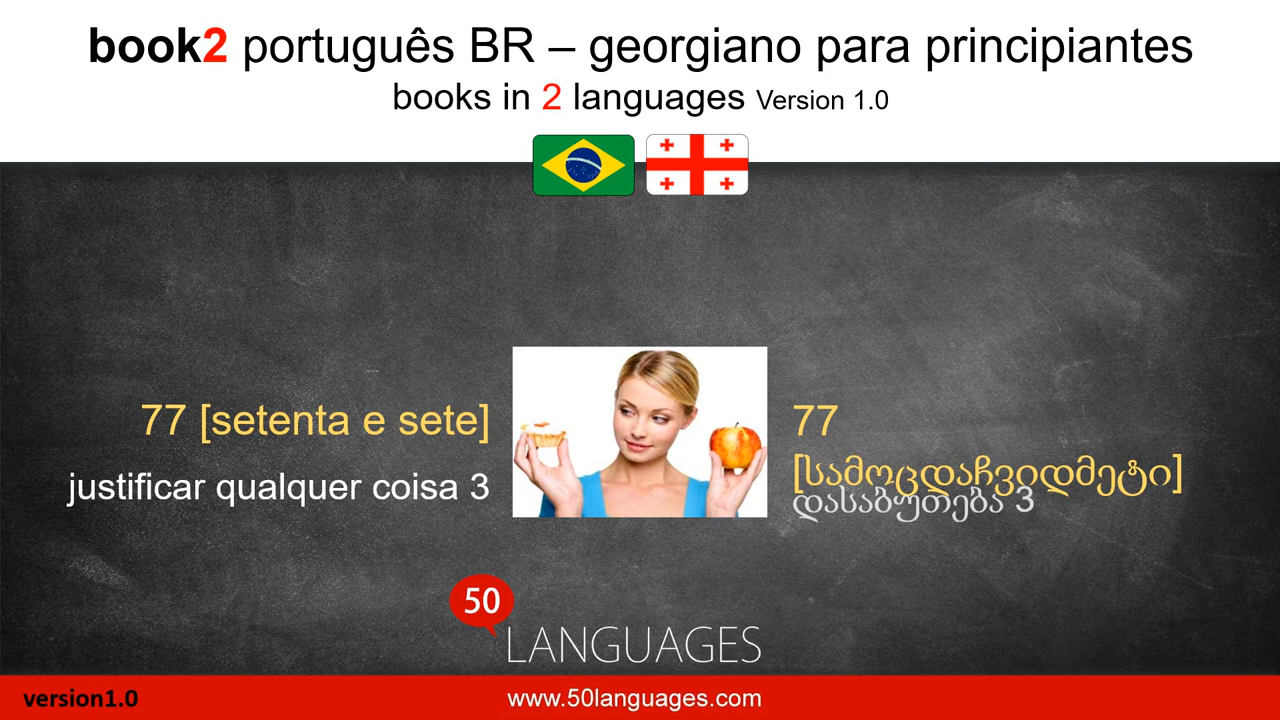 book2 português BR – georgiano para principiantes
books in 2 languages Version 1.0
77 [setenta e sete]
justificar qualquer coisa 3
77
[სამოცდაჩვიდმეტი]
დასაბუთება 3
50
LANGUAGES
version1.0
www.50languages.com